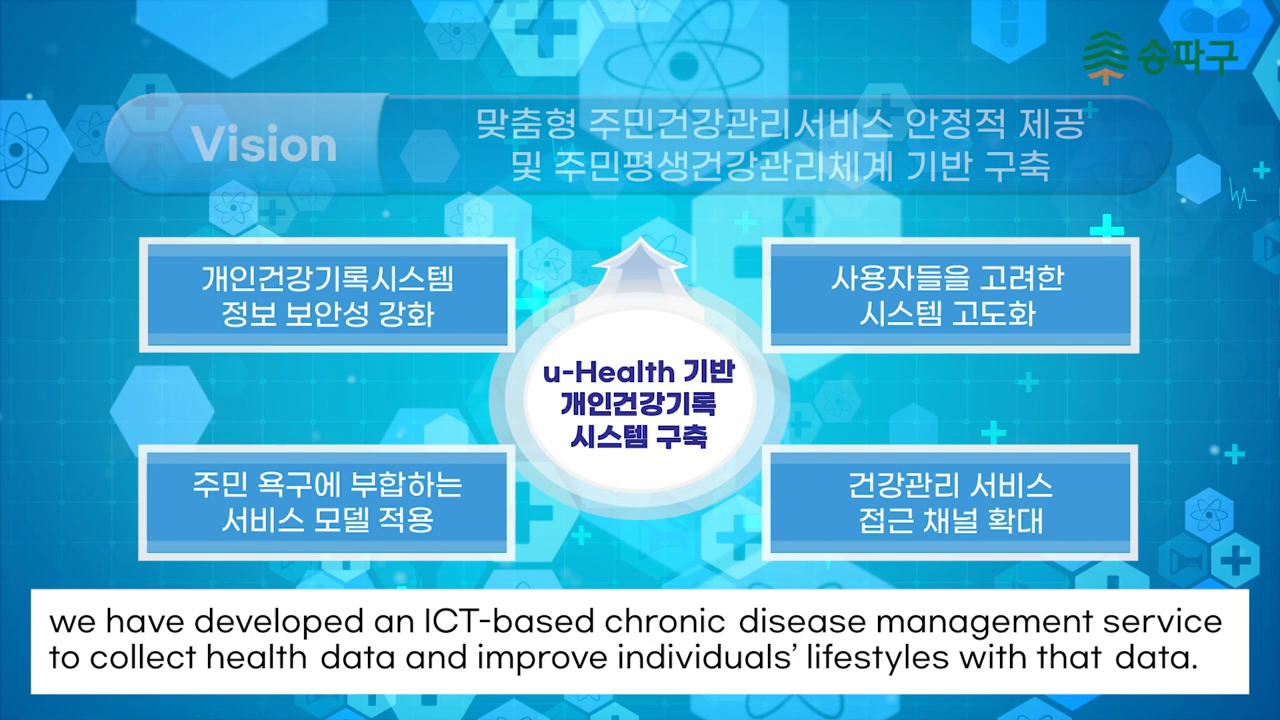 송파구
Vision
맞춤형 주민건강관리서비스 안정적 제공
및 주민평생건강관리체계 기반 구축
개인건강기록시스템
정보 보안성 강화
사용자들을 고려한
시스템 고도화
u-Health 기반
개인건강기록
시스템 구축
주민 욕구에 부합하는
서비스 모델 적용
건강관리 서비스
접근 채널 확대
we have developed an ICT-based chronic disease management service
to collect health data and improve individuals’ lifestyles with that data.